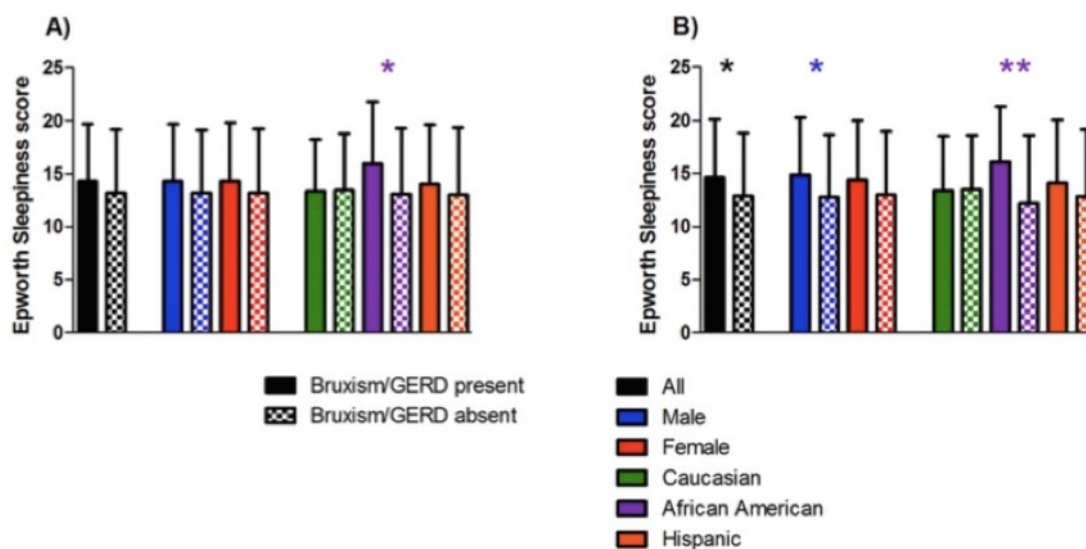 A)
Epworth Sleepiness score
25
20
15
10
5
0
*
Bruxism/GERD present
Bruxism/GERD absent
B)
Epworth Sleepiness score
25
20
15
10
5
0
*
*
**
All
Male
Female
Caucasian
African American
Hispanic